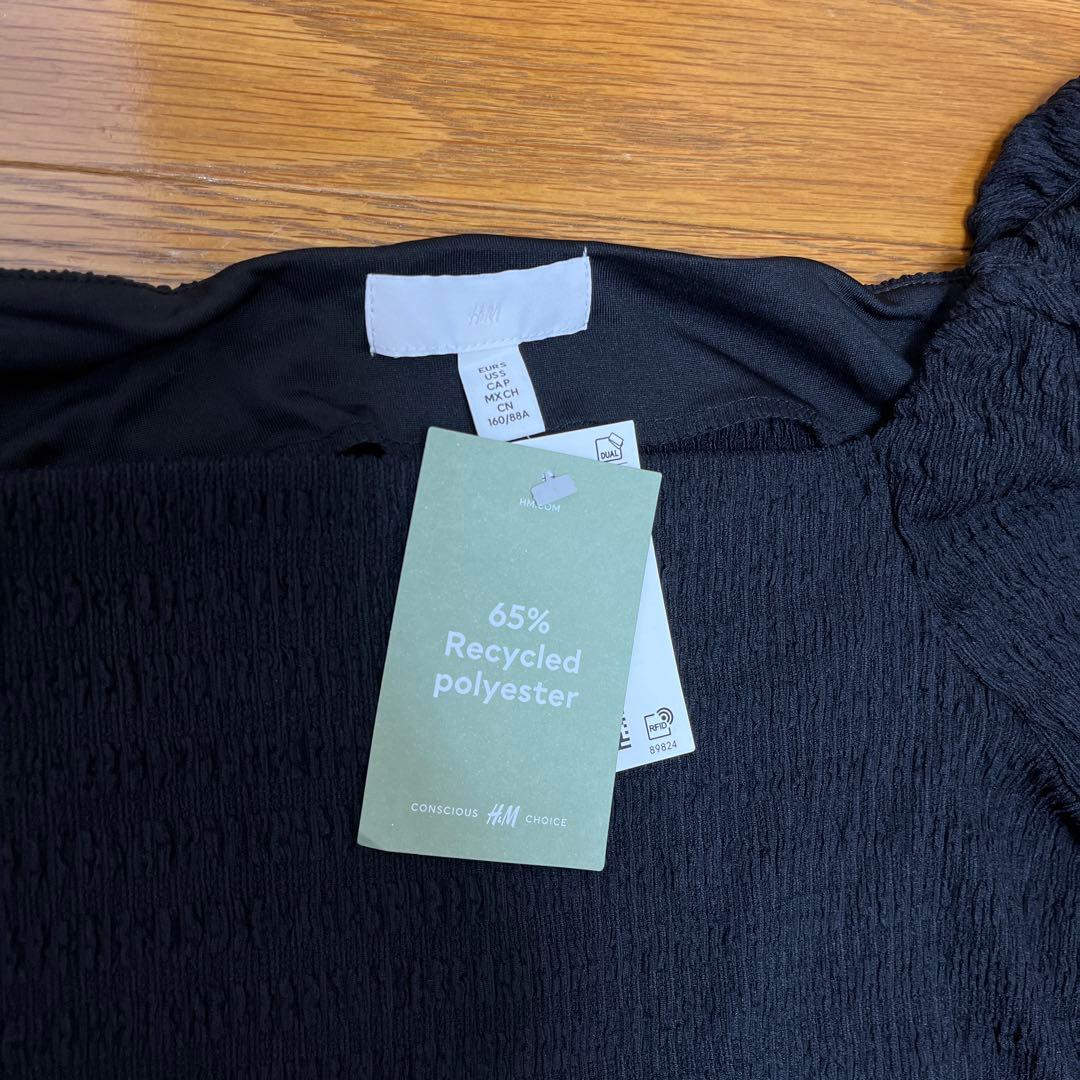 H&M
EUR S
US S
CA P
MX CH
CN
160/88A
DUAL
HM.COM
65%
Recycled
polyester
CONSCIOUS H&M CHOICE
RFID
89824